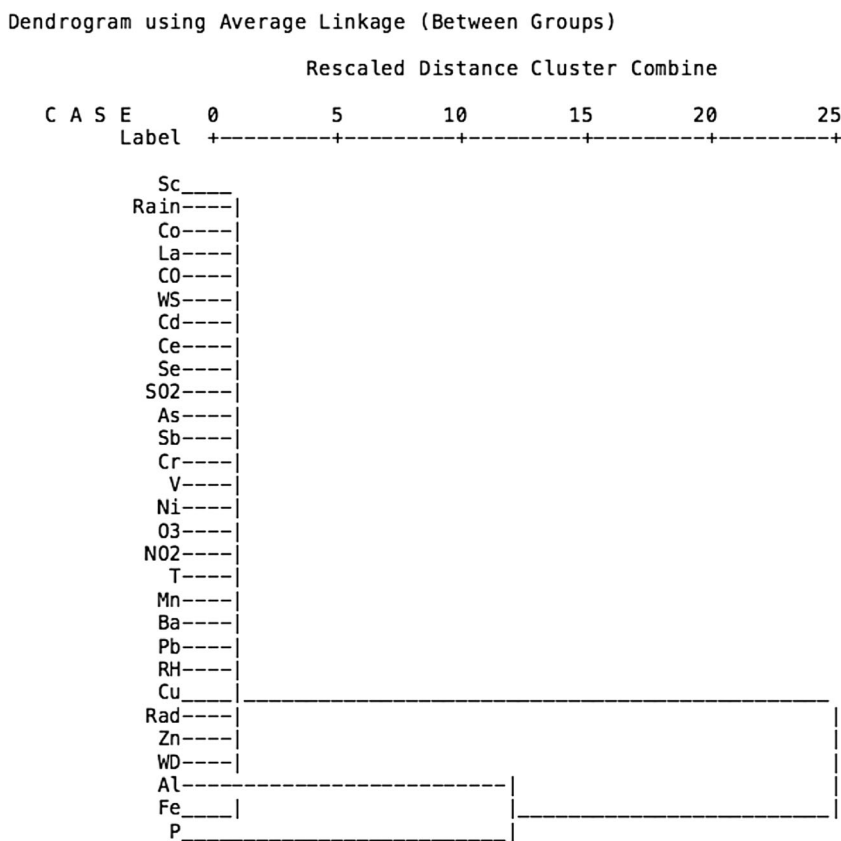 Dendrogram using Average Linkage (Between Groups)
Rescaled Distance Cluster Combine
C A S E 0 5 10 15 20 25
Label
Sc
Rain
Co
La
CO
WS
Cd
Ce
Se
SO2
As
Sb
Cr
V
Ni
O3
NO2
T
Mn
Ba
Pb
RH
Cu
Rad
Zn
WD
Al
Fe
P